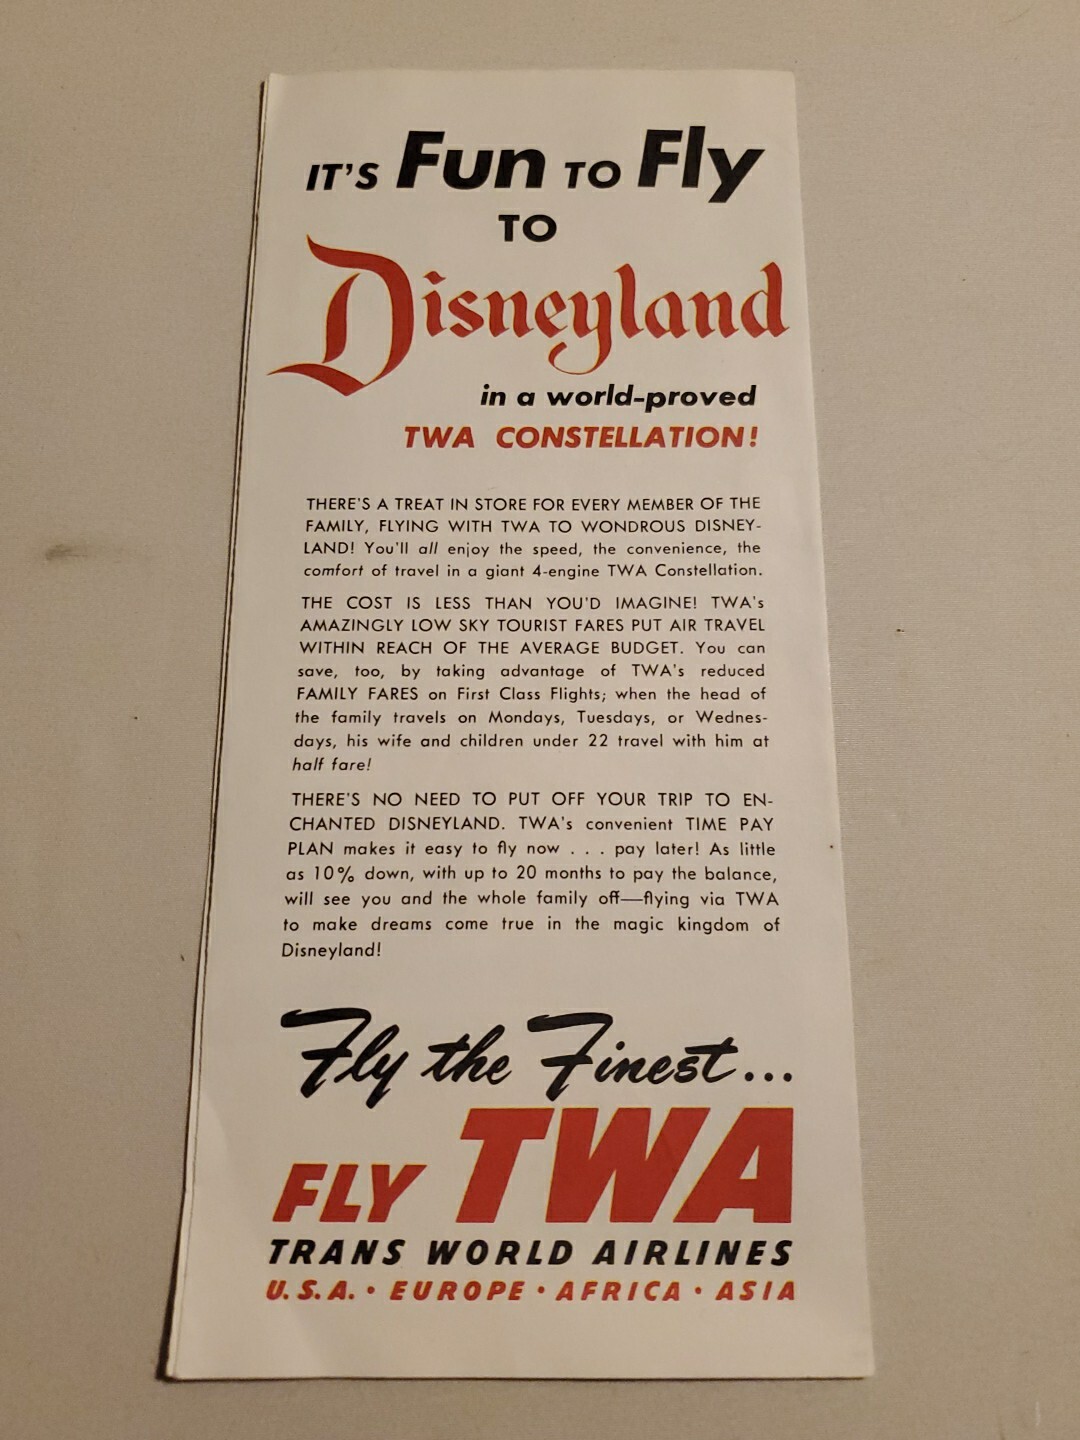 IT'S Fun TO Fly
TO
Disneyland
in a world-proved
TWA CONSTELLATION!
THERE'S A TREAT IN STORE FOR EVERY MEMBER OF THE
FAMILY, FLYING WITH TWA TO WONDROUS DISNEY-
LAND! You'll all enjoy the speed, the convenience, the
comfort of travel in a giant 4-engine TWA Constellation.
THE COST IS LESS THAN YOU'D IMAGINE! TWA's
AMAZINGLY LOW SKY TOURIST FARES PUT AIR TRAVEL
WITHIN REACH OF THE AVERAGE BUDGET. You can
save, too, by taking advantage of TWA's reduced
FAMILY FARES on First Class Flights; when the head of
the family travels on Mondays, Tuesdays, or Wednes-
days, his wife and children under 22 travel with him at
half fare!
THERE'S NO NEED TO PUT OFF YOUR TRIP TO EN-
CHANTED DISNEYLAND. TWA's convenient TIME PAY
PLAN makes it easy to fly now . . . pay later! As little
as 10% down, with up to 20 months to pay the balance,
will see you and the whole family off—flying via TWA
to make dreams come true in the magic kingdom of
Disneyland!
Fly the Finest...
FLY TWA
TRANS WORLD AIRLINES
U.S.A. • EUROPE • AFRICA • ASIA